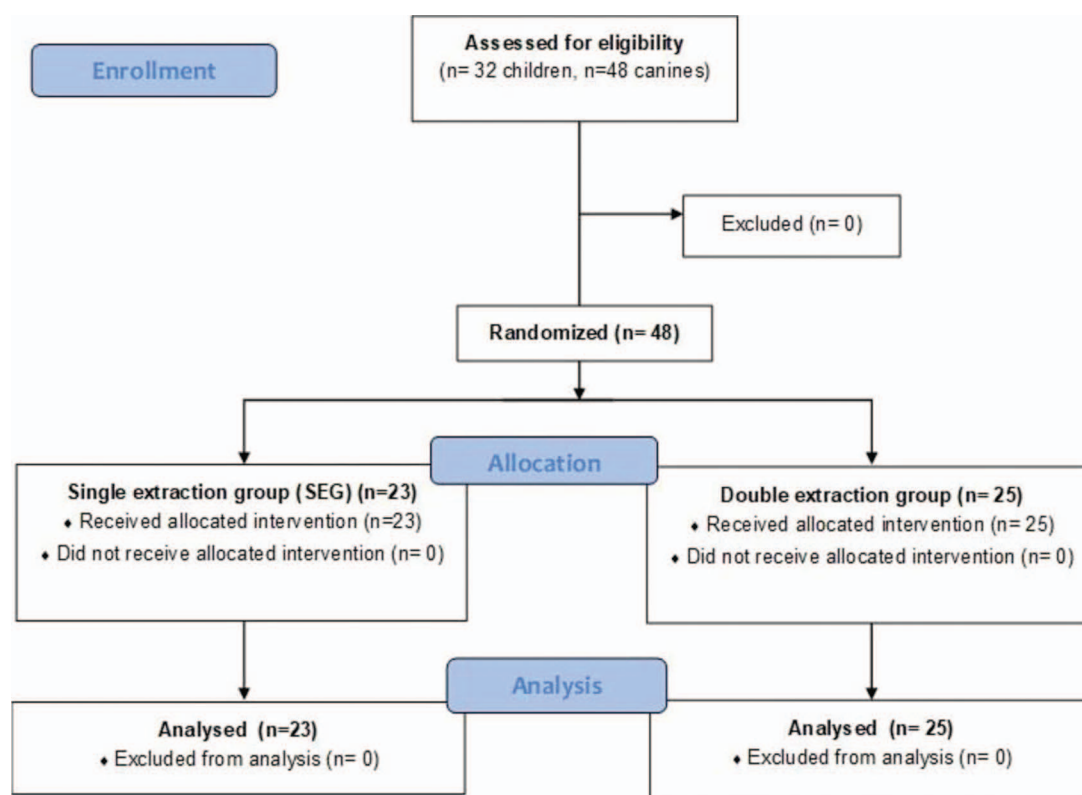 Enrollment
Assessed for eligibility
(n= 32 children, n=48 canines)
Excluded (n= 0)
Randomized (n= 48)
Allocation
Single extraction group (SEG) (n=23)
♦ Received allocated intervention (n=23)
♦ Did not receive allocated intervention (n= 0)
Double extraction group (n= 25)
♦ Received allocated intervention (n= 25)
♦ Did not receive allocated intervention (n= 0)
Analysis
Analysed (n=23)
♦ Excluded from analysis (n= 0)
Analysed (n= 25)
♦ Excluded from analysis (n= 0)